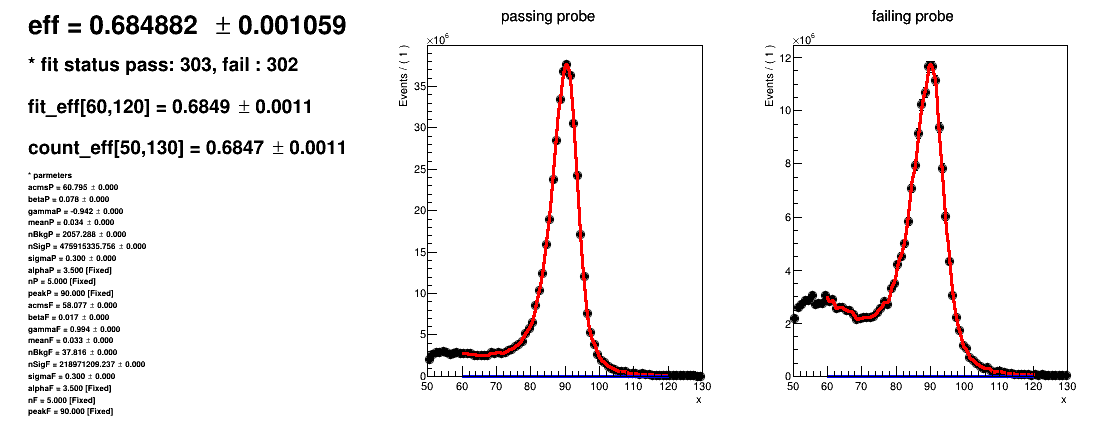 eff = 0.684882 ± 0.001059
* fit status pass: 303, fail : 302
fit_eff[60,120] = 0.6849 ± 0.0011
count_eff[50,130] = 0.6847 ± 0.0011
* parmeters
acmsP = 60.795 ± 0.000
betaP = 0.078 ± 0.000
gammaP = -0.942 ± 0.000
meanP = 0.034 ± 0.000
nBkgP = 2057.288 ± 0.000
nSigP = 475915335.756 ± 0.000
sigmaP = 0.300 ± 0.000
alphaP = 3.500 [Fixed]
nP = 5.000 [Fixed]
peakP = 90.000 [Fixed]
acmsF = 58.077 ± 0.000
betaF = 0.017 ± 0.000
gammaF = 0.994 ± 0.000
meanF = 0.033 ± 0.000
nBkgF = 37.816 ± 0.000
nSigF = 218971209.237 ± 0.000
sigmaF = 0.300 ± 0.000
alphaF = 3.500 [Fixed]
nF = 5.000 [Fixed]
peakF = 90.000 [Fixed]
passing probe
×10⁶
Events / ( 1 )
35
30
25
20
15
10
5
0
50 60 70 80 90 100 110 120 130
x
failing probe
×10⁶
Events / ( 1 )
12
10
8
6
4
2
0
50 60 70 80 90 100 110 120 130
x